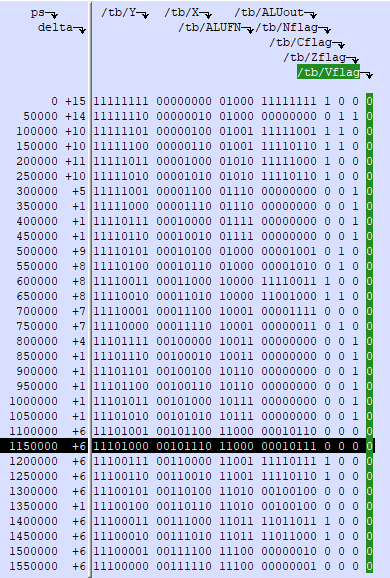 ps /tb/Y /tb/X /tb/ALUout
delta /tb/ALUFN /tb/Nflag
/tb/Cflag
/tb/Zflag
/tb/Vflag
0 +15 11111111 00000000 01000 11111111 1 0 0 0
50000 +14 11111110 00000010 01000 00000000 0 1 1 0
100000 +10 11111101 00000100 01001 11111001 1 1 0 0
150000 +10 11111100 00000110 01101 11110110 1 1 0 0
200000 +11 11111011 00001000 01010 11111000 1 0 0 0
250000 +10 11111010 00001010 01010 11110110 1 0 0 0
300000 +5 11111001 00001100 01110 00000000 0 0 1 0
350000 +1 11111000 00001110 01110 00000000 0 0 1 0
400000 +1 11110111 00010000 01111 00000000 0 0 1 0
450000 +1 11110110 00010010 01111 00000000 0 0 1 0
500000 +9 11110101 00010100 01000 00001001 0 1 0 0
550000 +8 11110100 00010110 01000 00001010 0 1 0 0
600000 +8 11110011 00011000 10000 11110011 1 0 0 0
650000 +8 11110010 00011010 10000 11001000 1 1 0 0
700000 +7 11110001 00011100 10001 00001111 0 0 0 0
750000 +7 11110000 00011110 10001 00000011 0 1 0 0
800000 +4 11101111 00100000 10011 00000000 0 0 1 0
850000 +1 11101110 00100010 10011 00000000 0 0 1 0
900000 +1 11101101 00100100 10110 00000000 0 0 1 0
950000 +1 11101100 00100110 10110 00000000 0 0 1 0
1000000 +1 11101011 00101000 10111 00000000 0 0 1 0
1050000 +1 11101010 00101010 10111 00000000 0 0 1 0
1100000 +6 11101001 00101100 11000 00010110 0 0 0 0
1150000 +6 11101000 00101110 11000 00010111 0 0 0 0
1200000 +6 11100111 00110000 11001 11110111 1 0 0 0
1250000 +6 11100110 00110010 11001 11110110 1 0 0 0
1300000 +6 11100101 00110100 11010 00100100 0 0 0 0
1350000 +1 11100100 00110110 11010 00100100 0 0 0 0
1400000 +6 11100011 00111000 11011 11011011 1 0 0 0
1450000 +6 11100010 00111010 11011 11011000 1 0 0 0
1500000 +6 11100001 00111100 11100 00000010 0 0 0 0
1550000 +6 11100000 00111110 11100 00000001 0 0 0 0